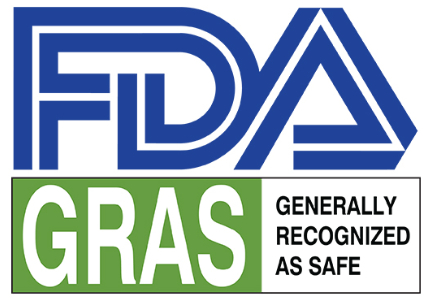 FDA
GRAS
GENERALLY
RECOGNIZED
AS SAFE